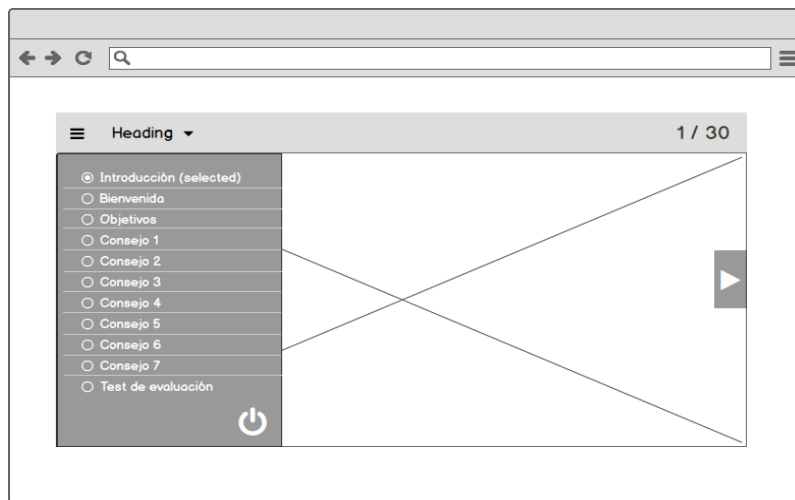 Heading
1 / 30
Introducción (selected)
Bienvenida
Objetivos
Consejo 1
Consejo 2
Consejo 3
Consejo 4
Consejo 5
Consejo 6
Consejo 7
Test de evaluación